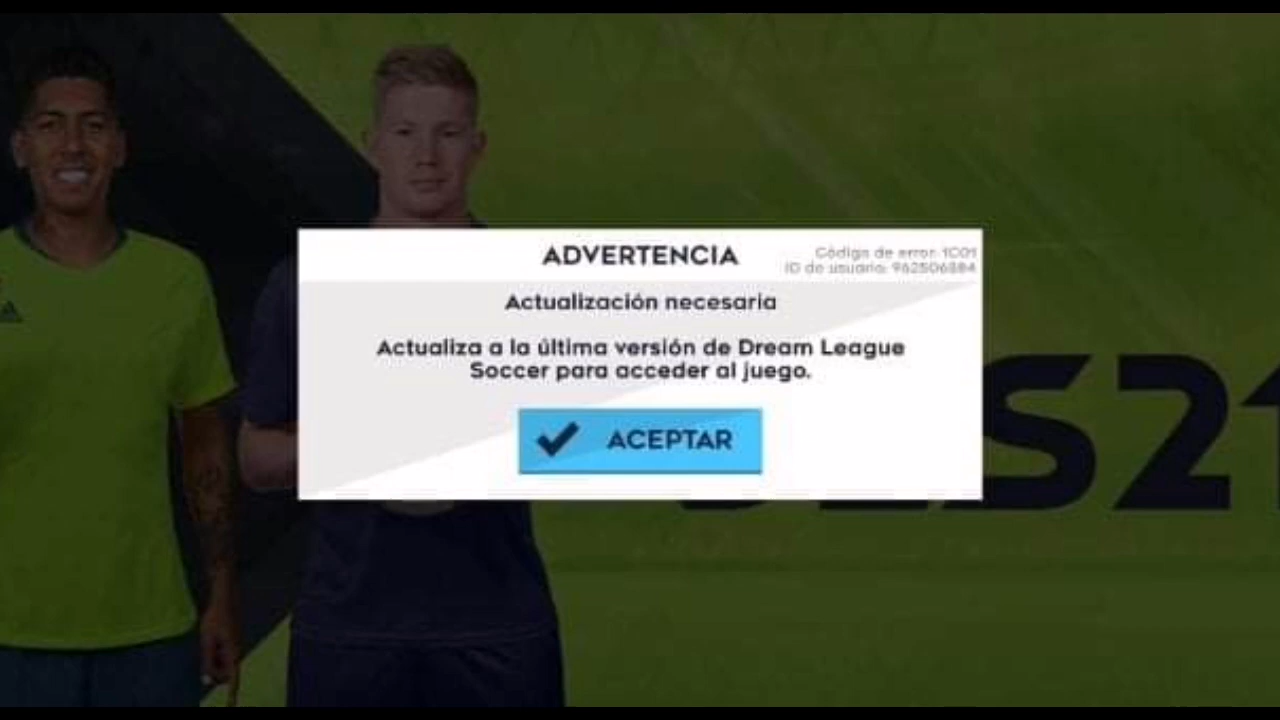 ADVERTENCIA
Código de error: 1C01
ID de usuario: 962506884
Actualización necesaria
Actualiza a la última versión de Dream League
Soccer para acceder al juego.
ACEPTAR